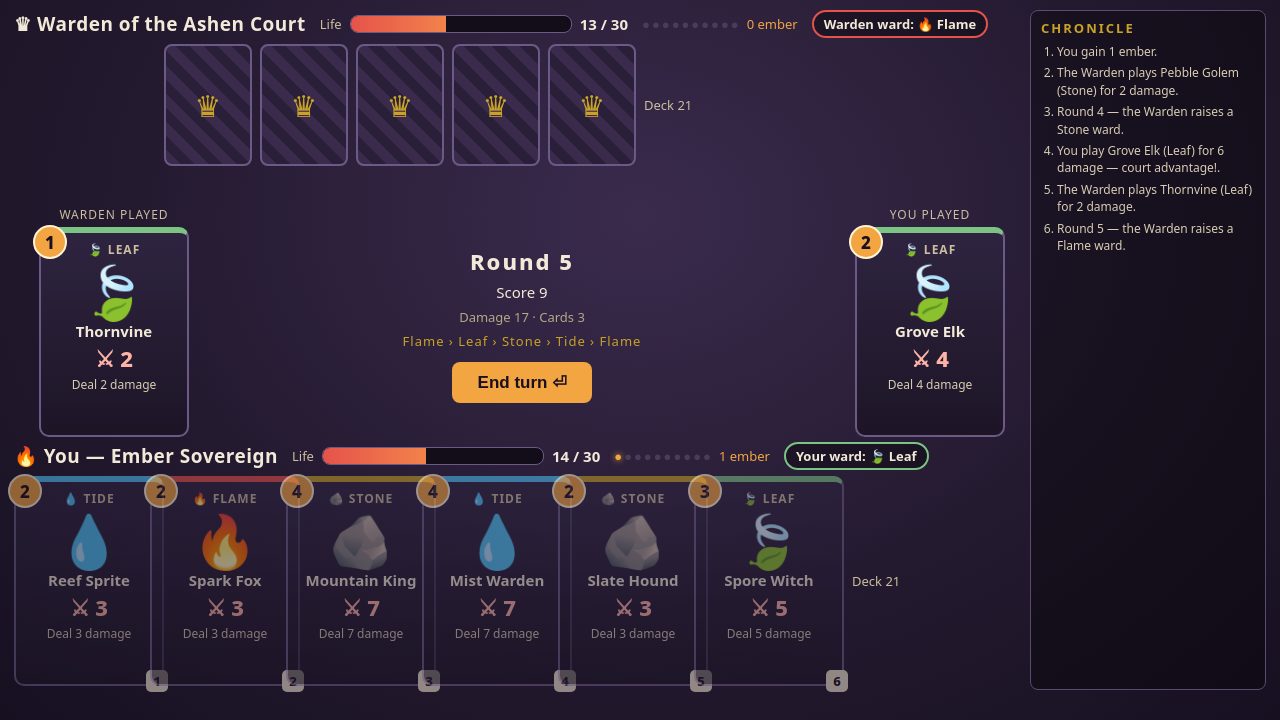 ♛ Warden of the Ashen Court Life 13 / 30 0 ember Warden ward: 🔥 Flame
Deck 21
WARDEN PLAYED
1
🍃 LEAF
Thornvine
⚔ 2
Deal 2 damage
Round 5
Score 9
Damage 17 · Cards 3
Flame › Leaf › Stone › Tide › Flame
End turn ⏎
YOU PLAYED
2
🍃 LEAF
Grove Elk
⚔ 4
Deal 4 damage
🔥 You — Ember Sovereign Life 14 / 30 1 ember Your ward: 🍃 Leaf
2
💧 TIDE
Reef Sprite
⚔ 3
Deal 3 damage
1
2
🔥 FLAME
Spark Fox
⚔ 3
Deal 3 damage
2
4
🪨 STONE
Mountain King
⚔ 7
Deal 7 damage
3
4
💧 TIDE
Mist Warden
⚔ 7
Deal 7 damage
4
2
🪨 STONE
Slate Hound
⚔ 3
Deal 3 damage
5
3
🍃 LEAF
Spore Witch
⚔ 5
Deal 5 damage
6
Deck 21
CHRONICLE
1. You gain 1 ember.
2. The Warden plays Pebble Golem
(Stone) for 2 damage.
3. Round 4 — the Warden raises a
Stone ward.
4. You play Grove Elk (Leaf) for 6
damage — court advantage!.
5. The Warden plays Thornvine (Leaf)
for 2 damage.
6. Round 5 — the Warden raises a
Flame ward.